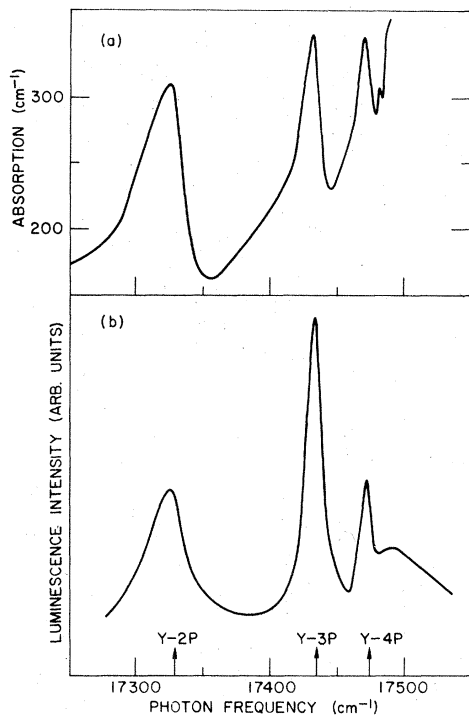 (a)
ABSORPTION (cm⁻¹)
300
200
(b)
LUMINESCENCE INTENSITY (ARB. UNITS)
Y-2P Y-3P Y-4P
17300 17400 17500
PHOTON FREQUENCY (cm⁻¹)